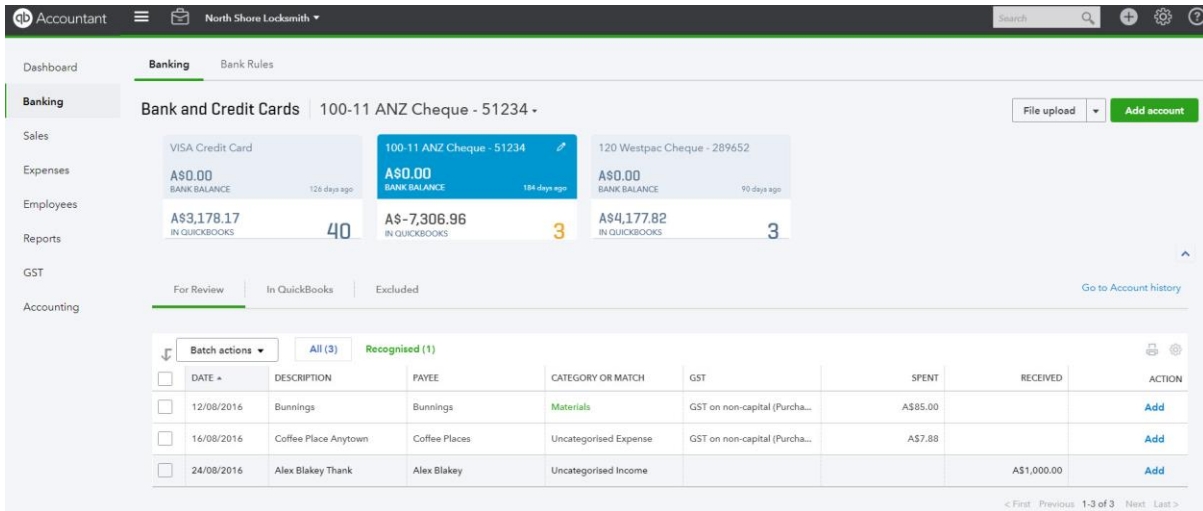 qb Accountant North Shore Locksmith Search
Dashboard
Banking
Sales
Expenses
Employees
Reports
GST
Accounting
Banking Bank Rules
Bank and Credit Cards 100-11 ANZ Cheque - 51234 File upload Add account
VISA Credit Card
A$0.00
BANK BALANCE 126 days ago
A$3,178.17
IN QUICKBOOKS 40
100-11 ANZ Cheque - 51234
A$0.00
BANK BALANCE 184 days ago
A$-7,306.96
IN QUICKBOOKS 3
120 Westpac Cheque - 289652
A$0.00
BANK BALANCE 90 days ago
A$4,177.82
IN QUICKBOOKS 3
For Review In QuickBooks Excluded Go to Account history
Batch actions All (3) Recognised (1)
DATE DESCRIPTION PAYEE CATEGORY OR MATCH GST SPENT RECEIVED ACTION
12/08/2016 Bunnings Bunnings Materials GST on non-capital (Purcha... A$85.00 Add
16/08/2016 Coffee Place Anytown Coffee Places Uncategorised Expense GST on non-capital (Purcha... A$7.88 Add
24/08/2016 Alex Blakey Thank Alex Blakey Uncategorised Income A$1,000.00 Add
< First Previous 1-3 of 3 Next Last >